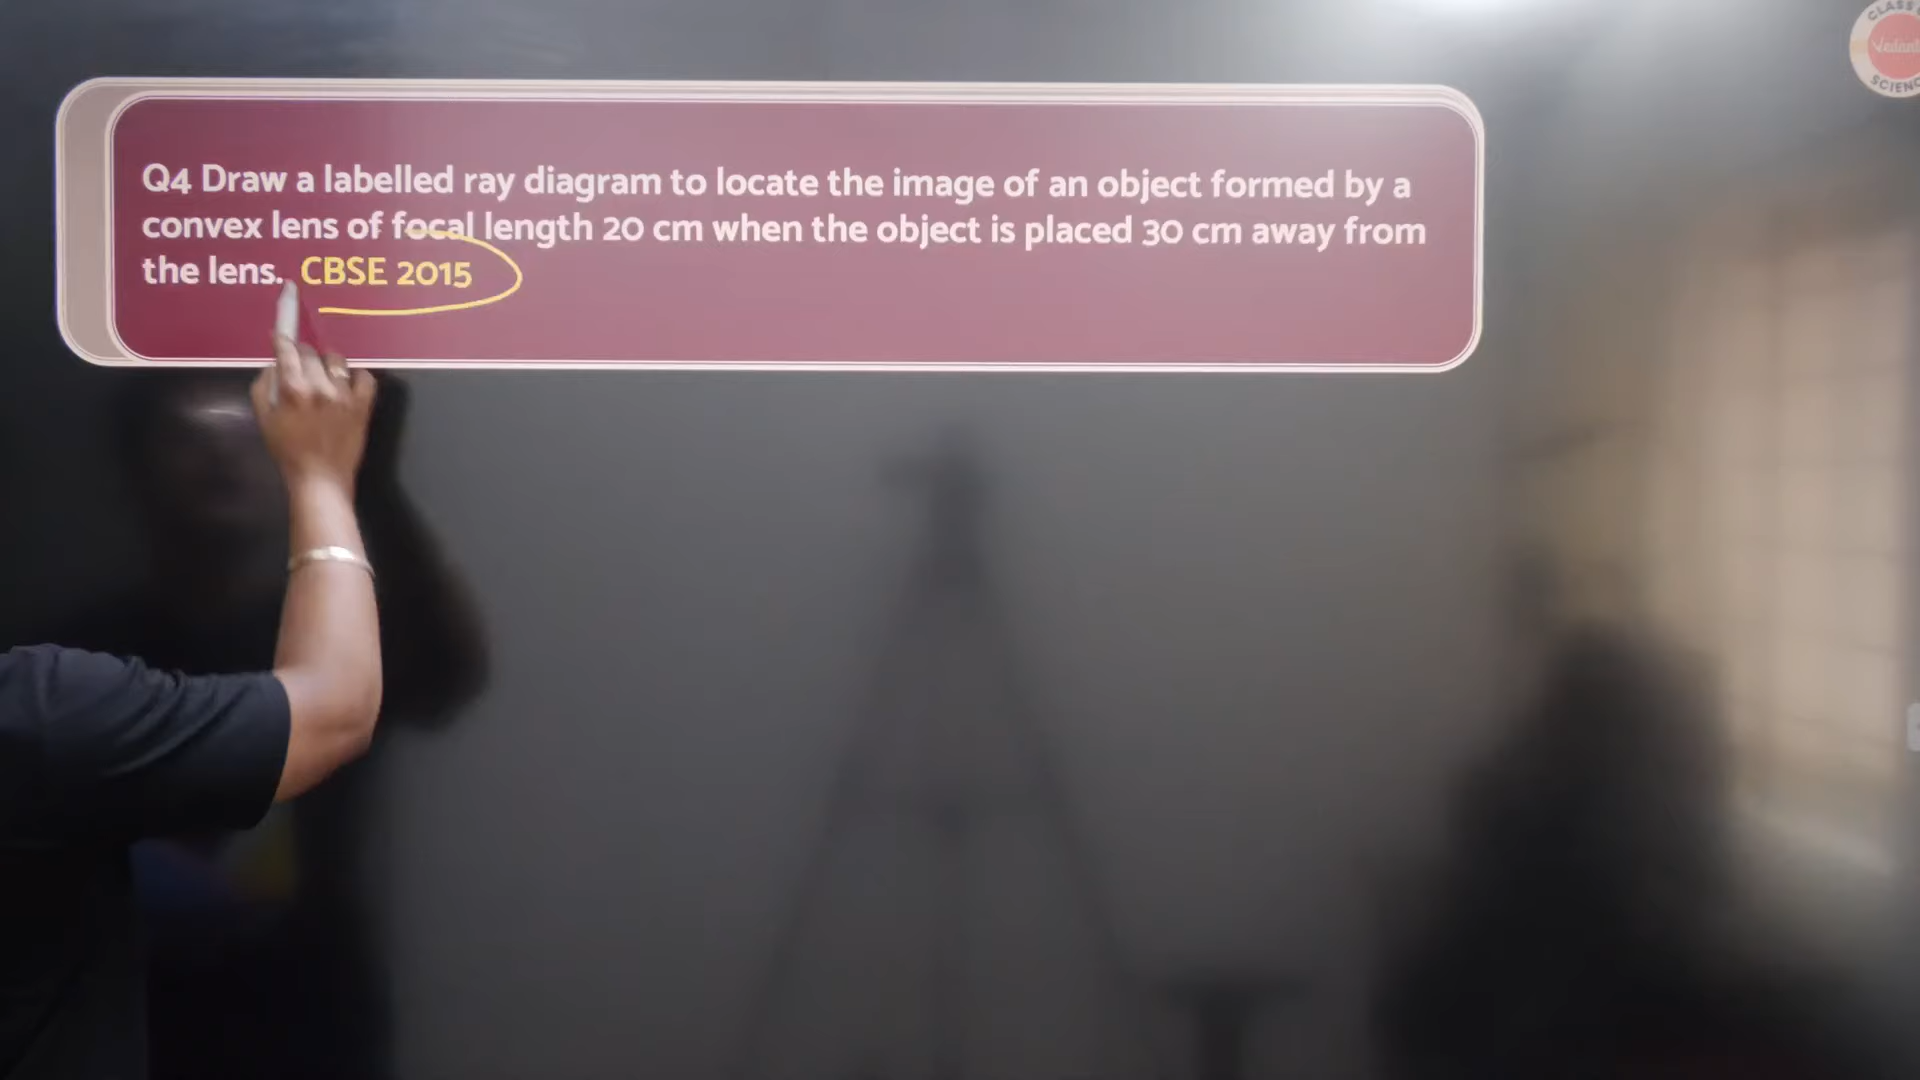 Q4 Draw a labelled ray diagram to locate the image of an object formed by a
convex lens of focal length 20 cm when the object is placed 30 cm away from
the lens. CBSE 2015